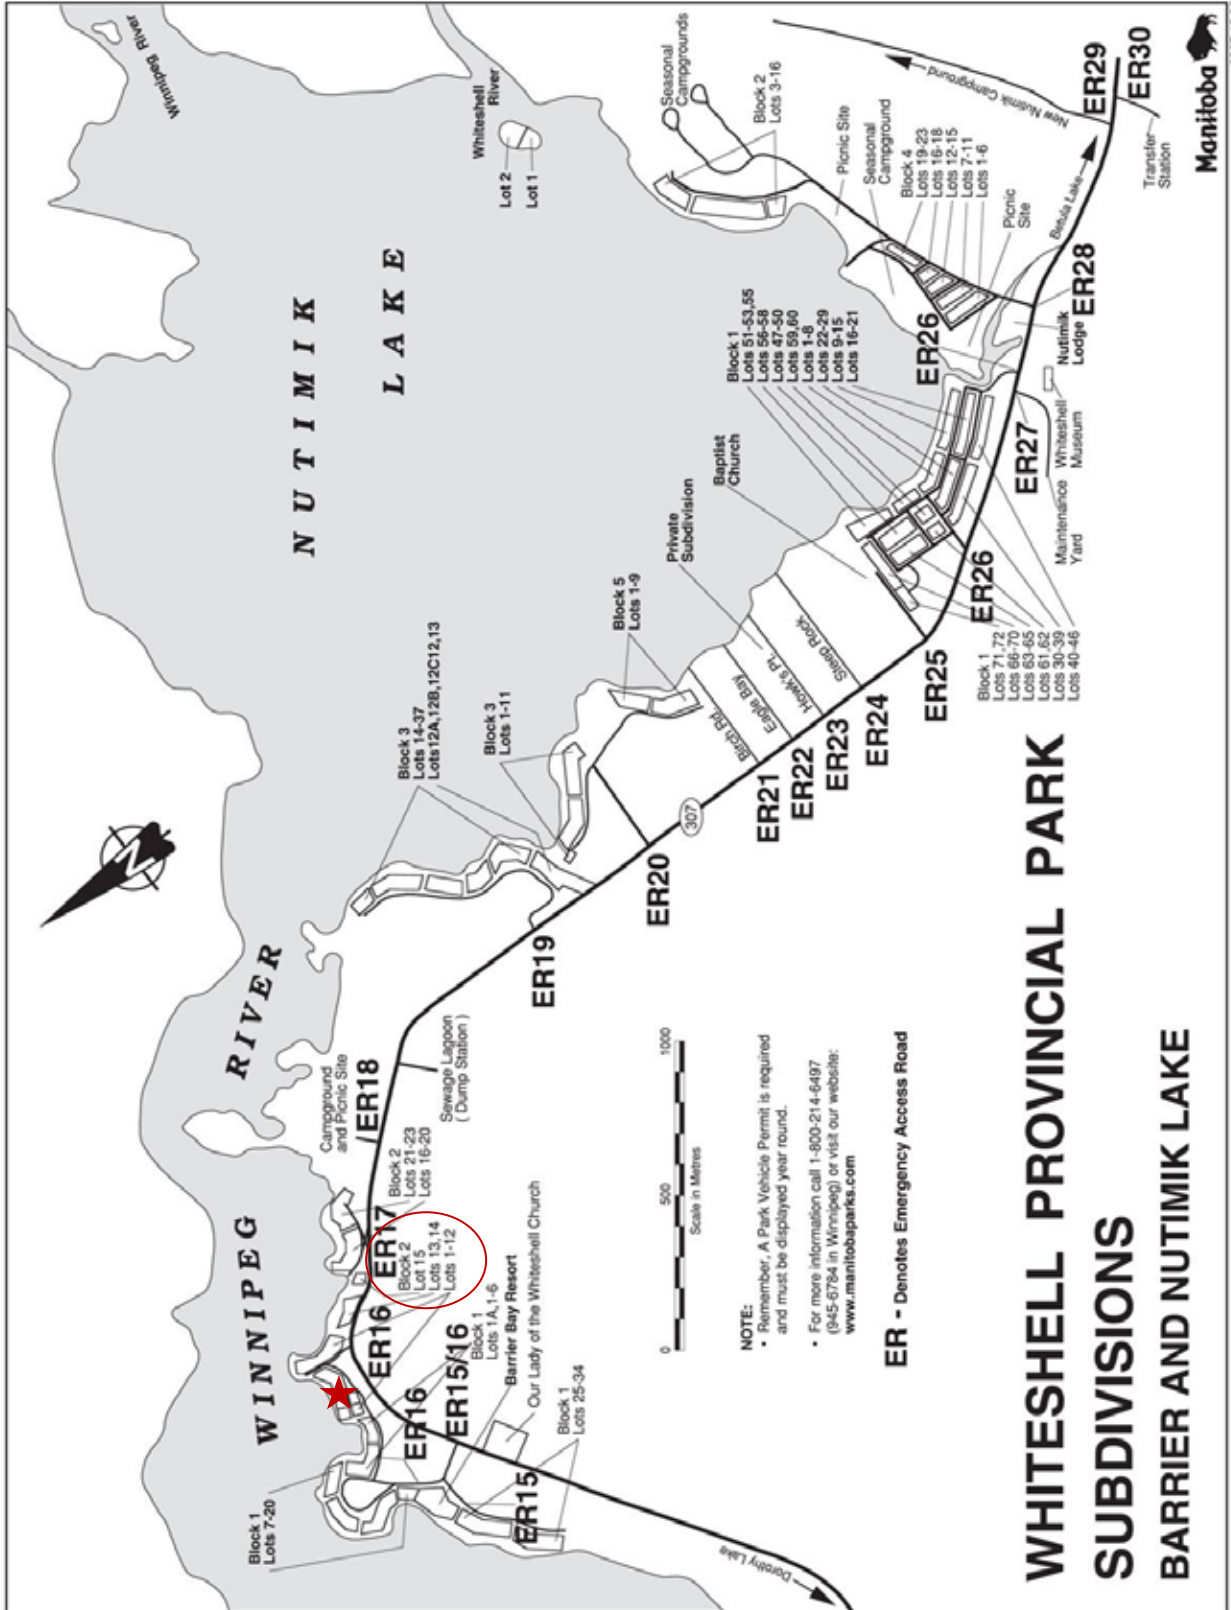 WHITESHELL PROVINCIAL PARK
SUBDIVISIONS
BARRIER AND NUTIMIK LAKE
Manitoba
WINNIPEG
RIVER
NUTIMIK
LAKE
Winnipeg River
Whiteshell
River
Lot 2
Lot 1
N
Block 1
Lots 7-20
Campground
and Picnic Site
ER18
Sewage Lagoon
( Dump Station )
Block 2
Lots 21-23
Lots 16-20
ER17
Block 2
Lot 15
Lots 13,14
Lots 1-12
ER16
Block 1
Lots 1A,1-6
ER15/16
ER16
Barrier Bay Resort
Our Lady of the Whiteshell Church
Block 1
Lots 25-34
ER15
Dorothy Lake
Block 3
Lots 14-37
Lots12A,12B,12C12,13
Block 3
Lots 1-11
Block 5
Lots 1-9
ER19
ER20
307
Birch Rd.
Eagle Bay
Howk's Pt.
Steep Rock
Private
Subdivision
Baptist
Church
ER21
ER22
ER23
ER24
ER25
ER26
Block 1
Lots 51-53,55
Lots 56-58
Lots 47-50
Lots 59,60
Lots 1-8
Lots 22-29
Lots 9-15
Lots 16-21
Block 1
Lots 71,72
Lots 66-70
Lots 63-65
Lots 61,62
Lots 30-39
Lots 40-46
ER26
ER27
Maintenance
Yard
Whiteshell
Museum
Nutimik
Lodge
ER28
Picnic
Site
Betula Lake
Seasonal
Campgrounds
Block 2
Lots 3-16
Picnic Site
Seasonal
Campground
Block 4
Lots 19-23
Lots 16-18
Lots 12-15
Lots 7-11
Lots 1-6
New Nutimik Campground
ER29
ER30
Transfer
Station
0
500
1000
Scale in Metres
NOTE:
• Remember, A Park Vehicle Permit is required
and must be displayed year round.
• For more information call 1-800-214-6497
(945-6784 in Winnipeg) or visit our website:
www.manitobaparks.com
ER - Denotes Emergency Access Road